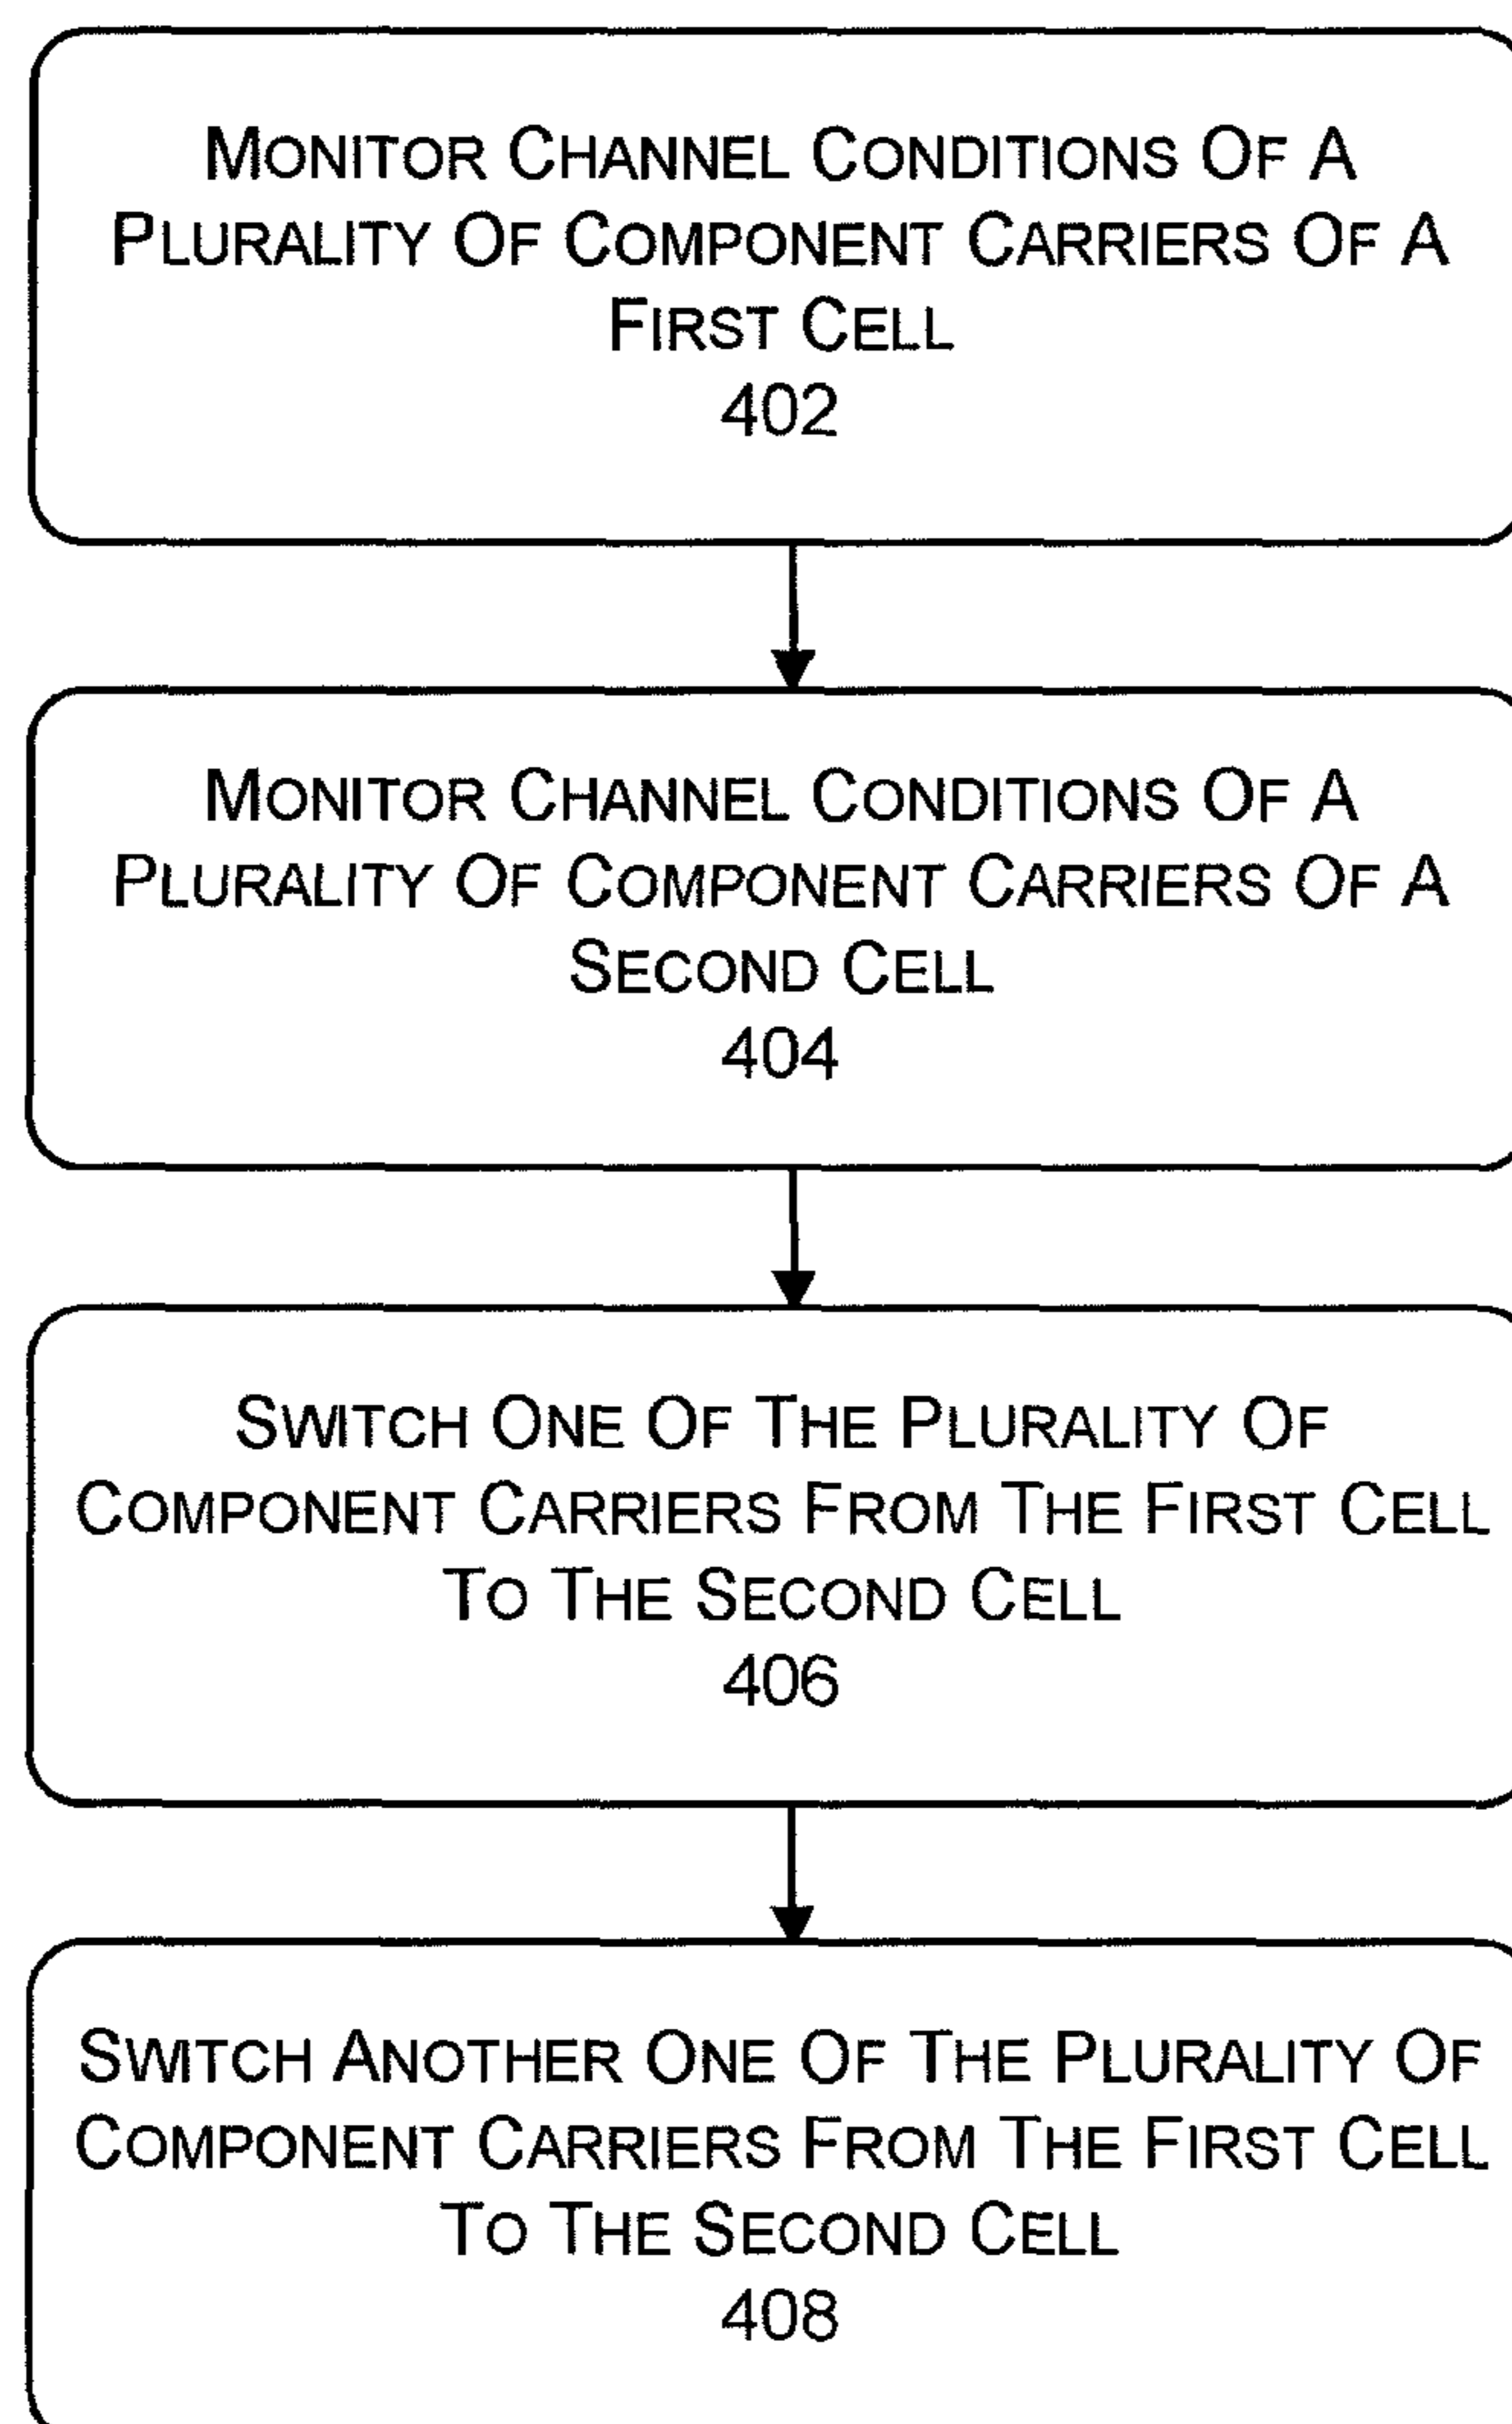 MONITOR CHANNEL CONDITIONS OF A
PLURALITY OF COMPONENT CARRIERS OF A
FIRST CELL
402
MONITOR CHANNEL CONDITIONS OF A
PLURALITY OF COMPONENT CARRIERS OF A
SECOND CELL
404
SWITCH ONE OF THE PLURALITY OF
COMPONENT CARRIERS FROM THE FIRST CELL
TO THE SECOND CELL
406
SWITCH ANOTHER ONE OF THE PLURALITY OF
COMPONENT CARRIERS FROM THE FIRST CELL
TO THE SECOND CELL
408